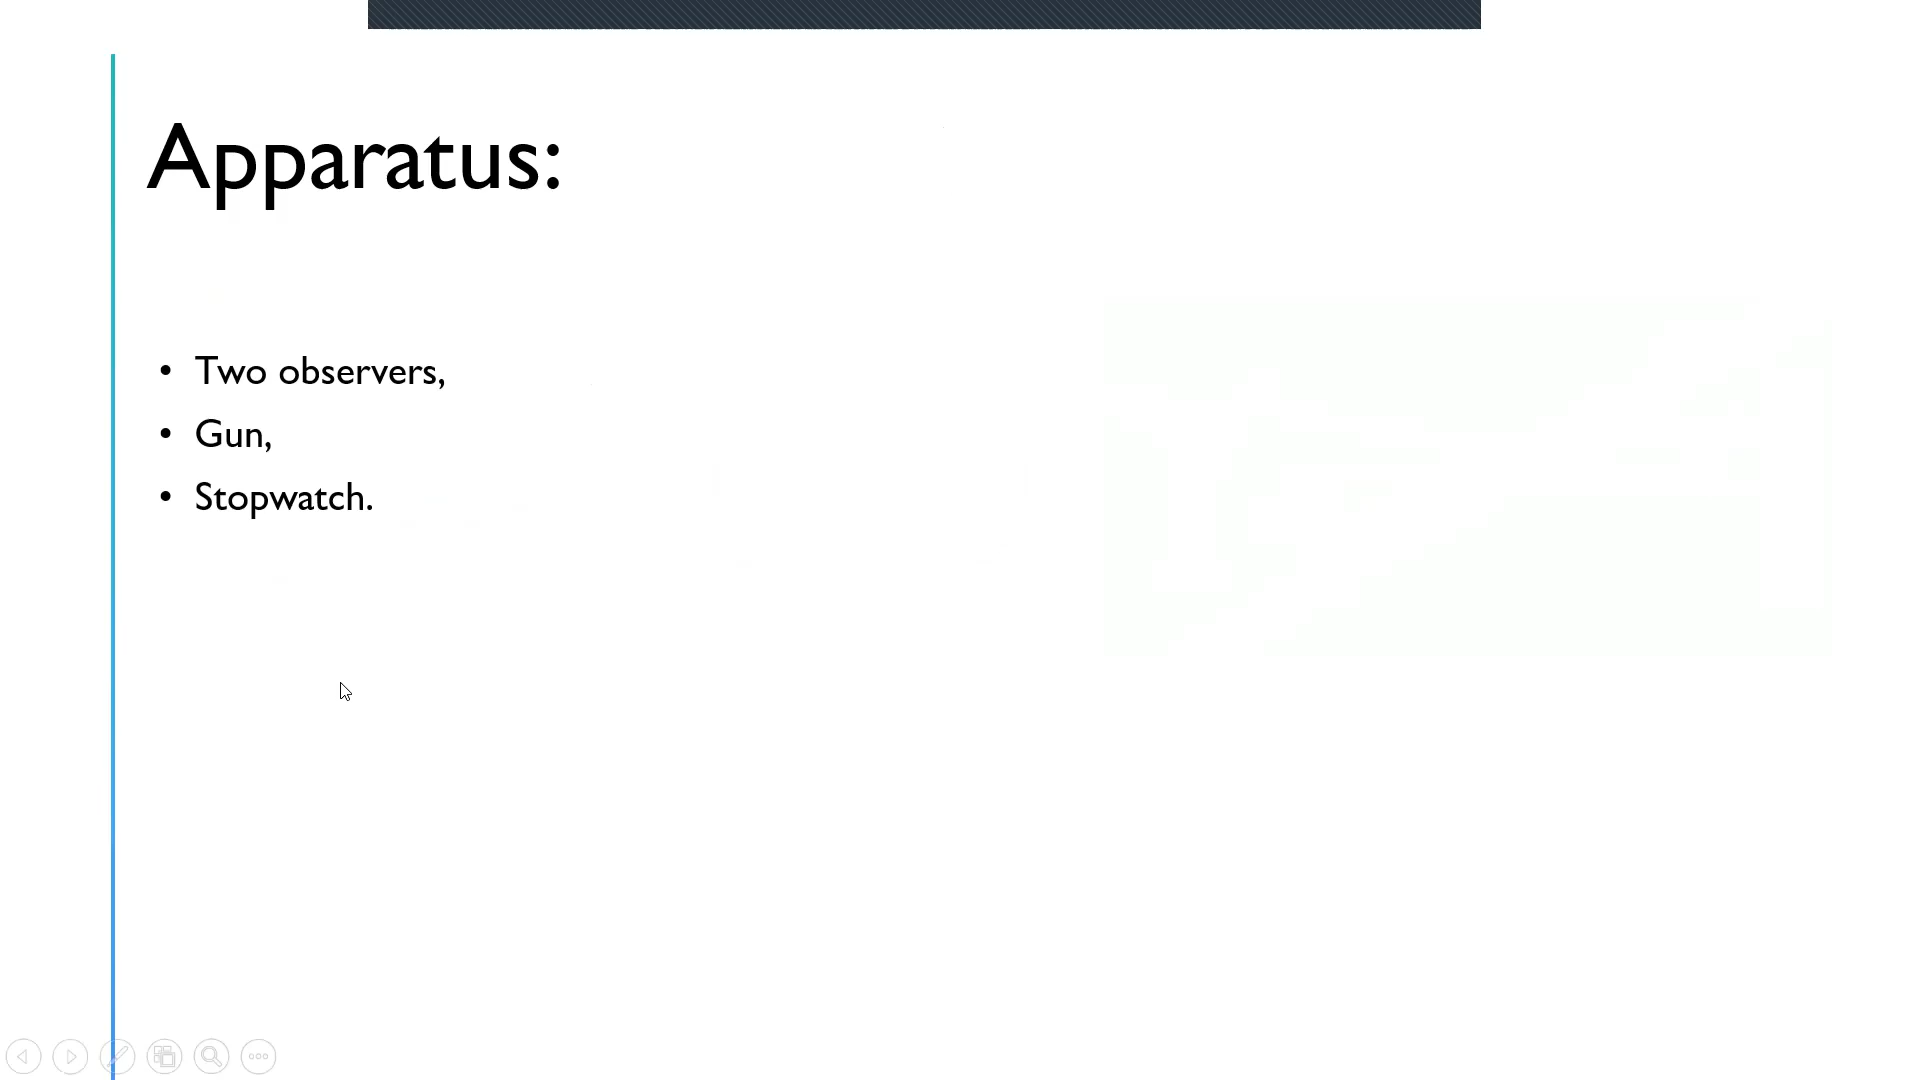 Apparatus:
• Two observers,
• Gun,
• Stopwatch.